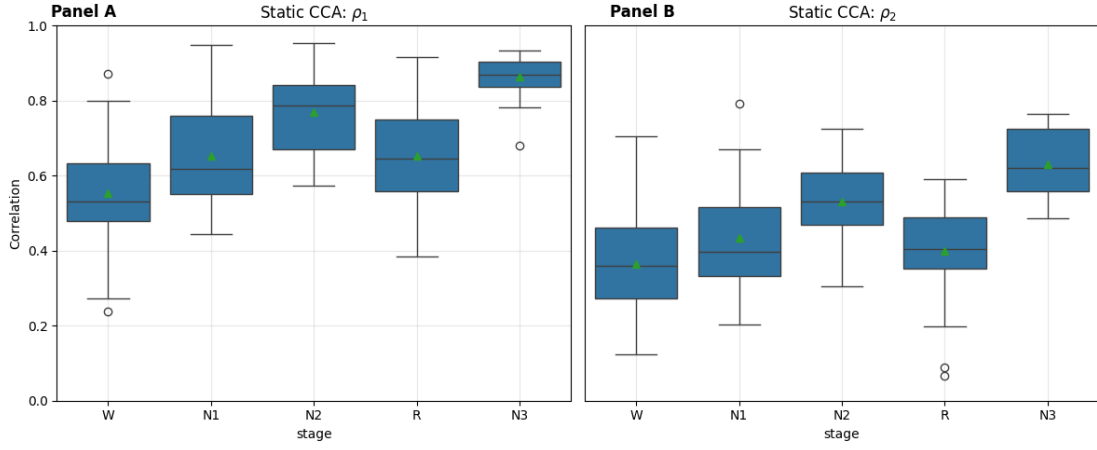 Panel A
Static CCA: ρ₁
Panel B
Static CCA: ρ₂
Correlation
1.0
0.8
0.6
0.4
0.2
0.0
W N1 N2 R N3
stage
W N1 N2 R N3
stage